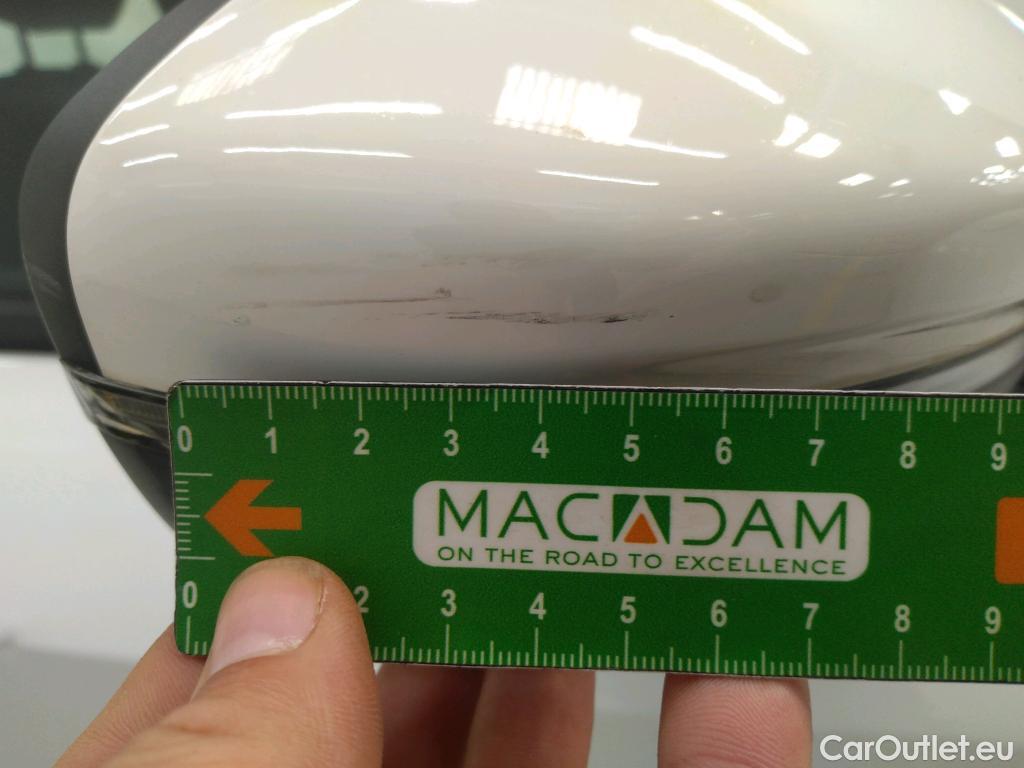 0 1 2 3 4 5 6 7 8 9
MACADAM
ON THE ROAD TO EXCELLENCE
0 2 3 4 5 6 7 8 9
CarOutlet.eu